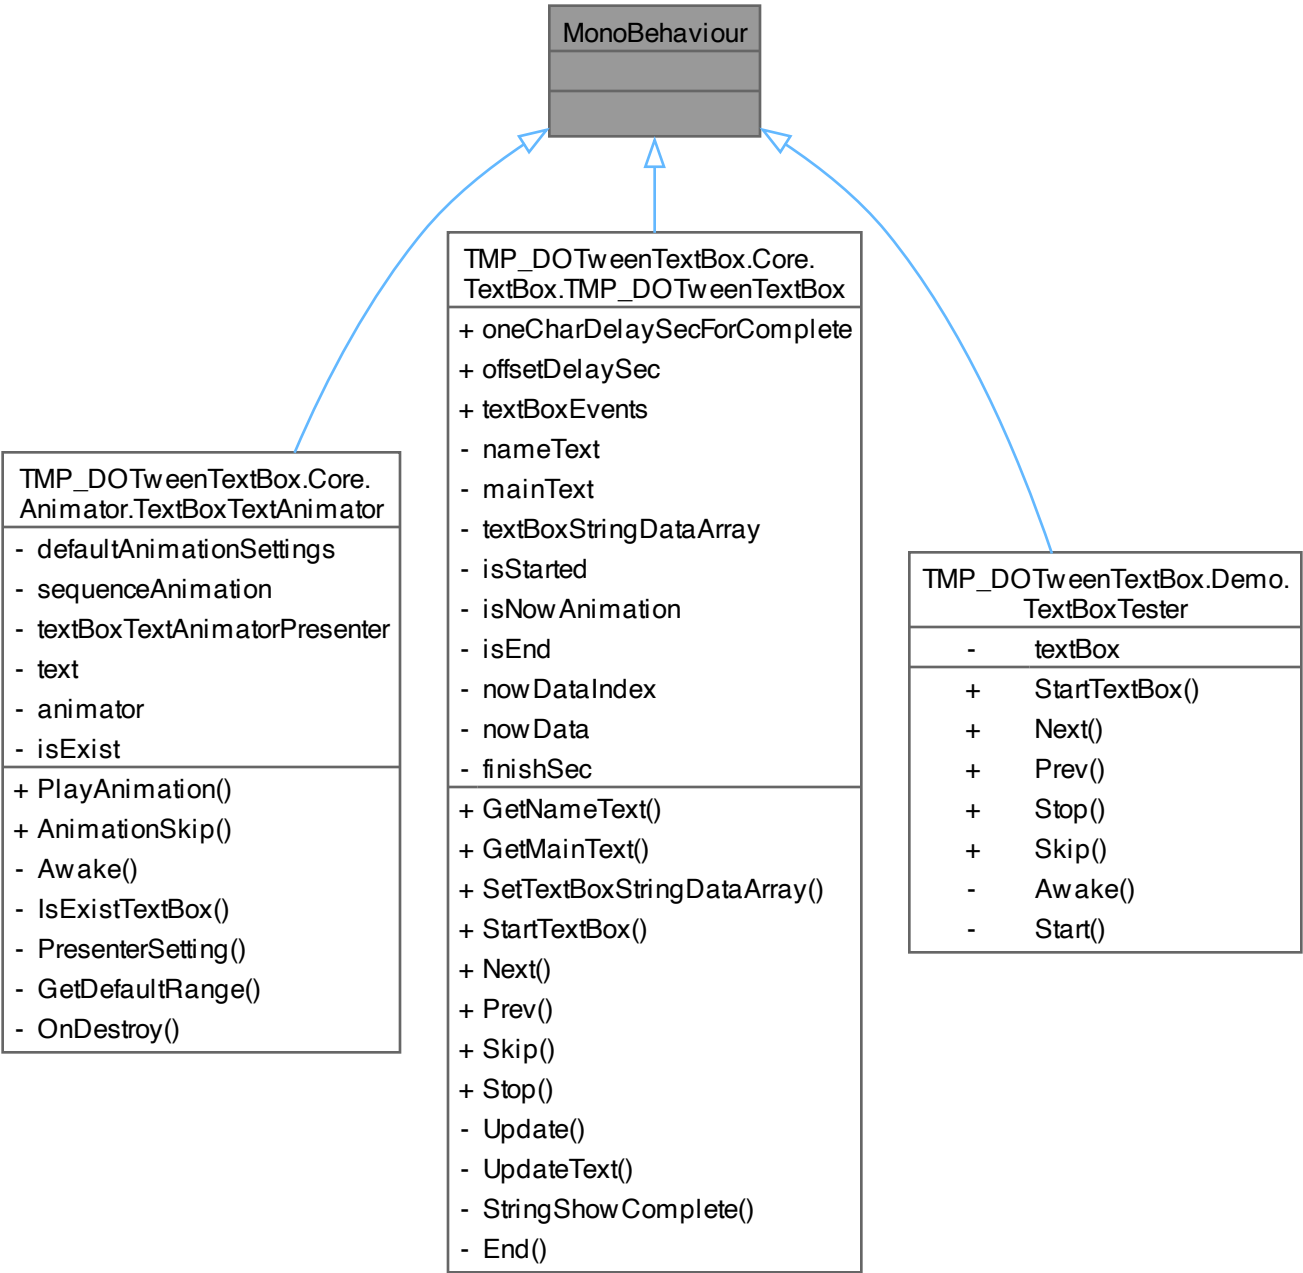 MonoBehaviour
TMP_DOTweenTextBox.Core.
TextBox.TMP_DOTweenTextBox
+ oneCharDelaySecForComplete
+ offsetDelaySec
+ textBoxEvents
- nameText
- mainText
- textBoxStringDataArray
- isStarted
- isNowAnimation
- isEnd
- nowDataIndex
- nowData
- finishSec
+ GetNameText()
+ GetMainText()
+ SetTextBoxStringDataArray()
+ StartTextBox()
+ Next()
+ Prev()
+ Skip()
+ Stop()
- Update()
- UpdateText()
- StringShowComplete()
- End()
TMP_DOTweenTextBox.Core.
Animator.TextBoxTextAnimator
- defaultAnimationSettings
- sequenceAnimation
- textBoxTextAnimatorPresenter
- text
- animator
- isExist
+ PlayAnimation()
+ AnimationSkip()
- Awake()
- IsExistTextBox()
- PresenterSetting()
- GetDefaultRange()
- OnDestroy()
TMP_DOTweenTextBox.Demo.
TextBoxTester
- textBox
+ StartTextBox()
+ Next()
+ Prev()
+ Stop()
+ Skip()
- Awake()
- Start()